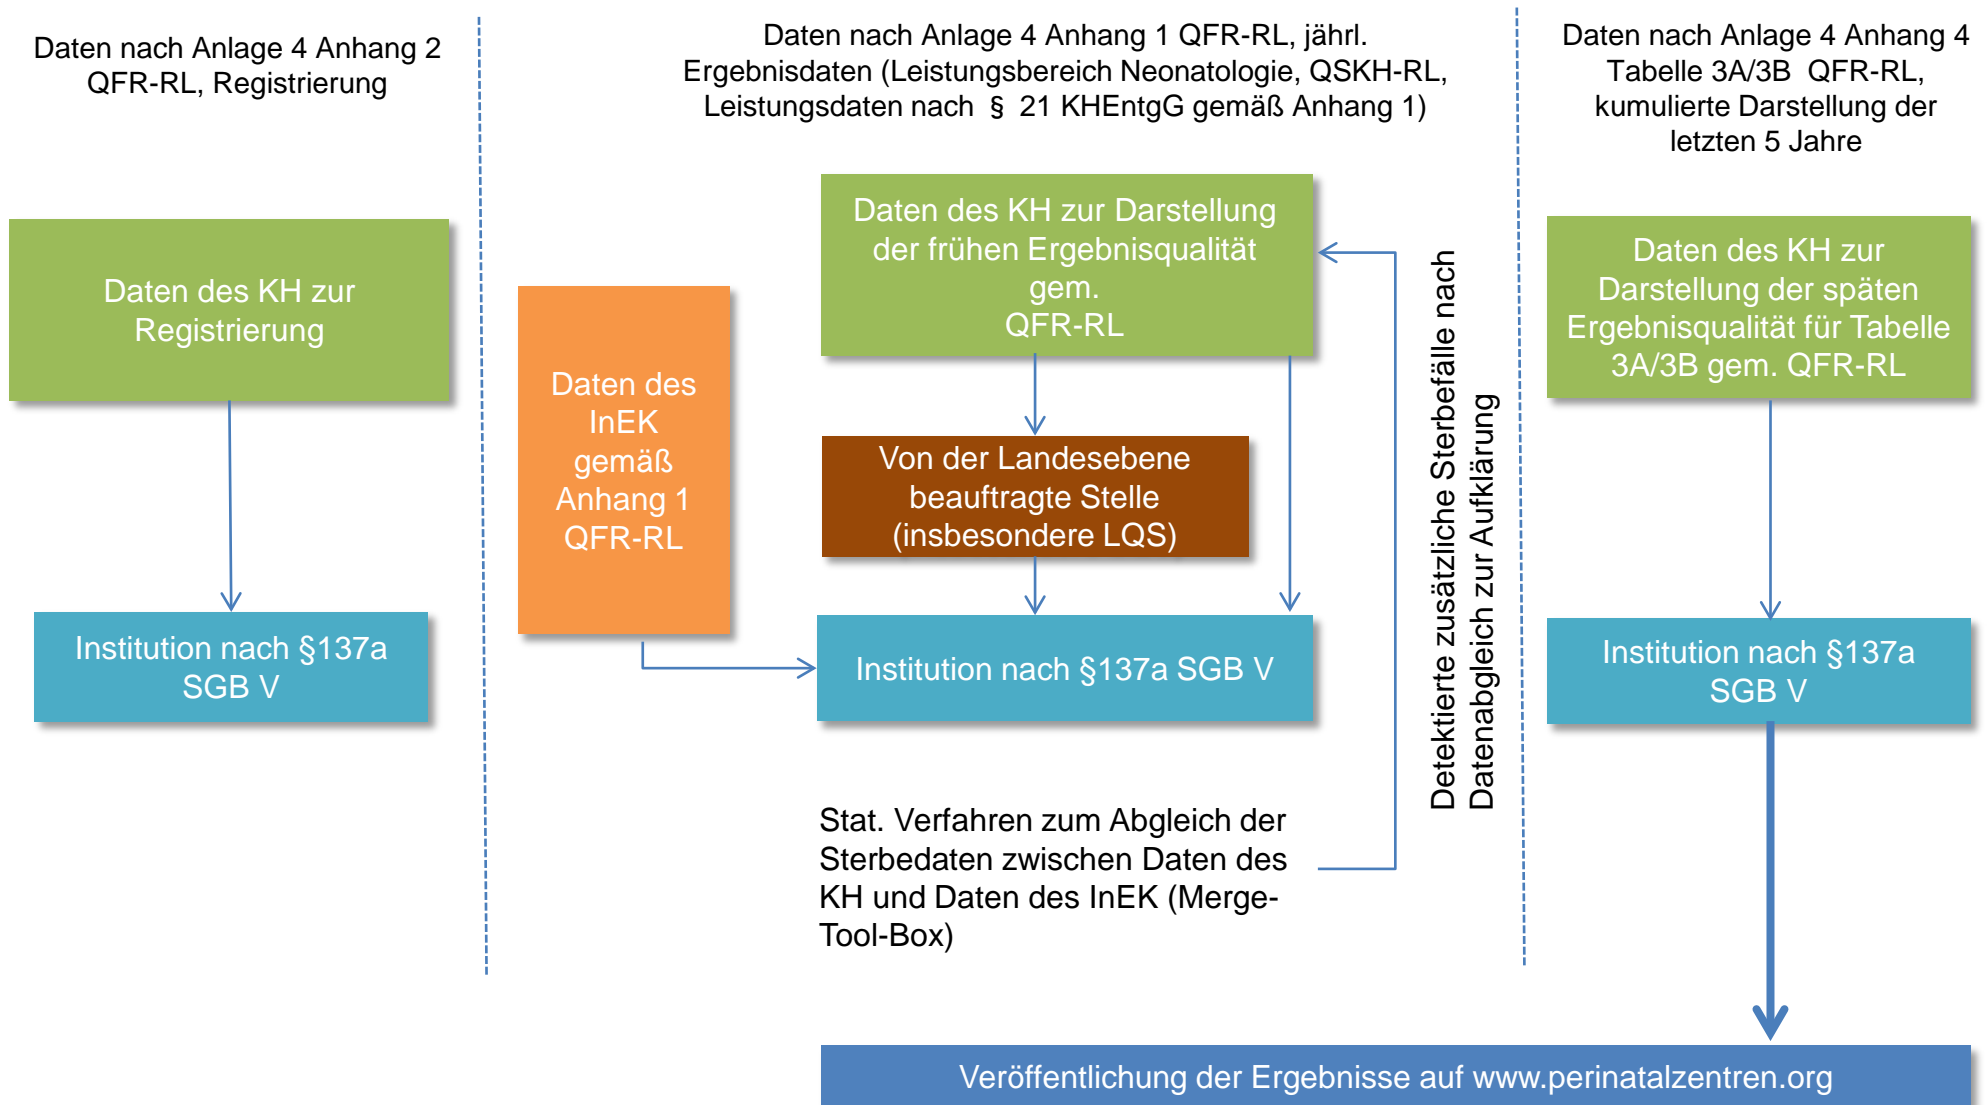 Daten nach Anlage 4 Anhang 2
QFR-RL, Registrierung
Daten des KH zur
Registrierung
Institution nach §137a
SGB V
Daten nach Anlage 4 Anhang 1 QFR-RL, jährl.
Ergebnisdaten (Leistungsbereich Neonatologie, QSKH-RL,
Leistungsdaten nach § 21 KHEntgG gemäß Anhang 1)
Daten des KH zur Darstellung
der frühen Ergebnisqualität
gem.
QFR-RL
Daten des
InEK
gemäß
Anhang 1
QFR-RL
Von der Landesebene
beauftragte Stelle
(insbesondere LQS)
Institution nach §137a SGB V
Stat. Verfahren zum Abgleich der
Sterbedaten zwischen Daten des
KH und Daten des InEK (Merge-
Tool-Box)
Detektierte zusätzliche Sterbefälle nach
Datenabgleich zur Aufklärung
Daten nach Anlage 4 Anhang 4
Tabelle 3A/3B QFR-RL,
kumulierte Darstellung der
letzten 5 Jahre
Daten des KH zur
Darstellung der späten
Ergebnisqualität für Tabelle
3A/3B gem. QFR-RL
Institution nach §137a
SGB V
Veröffentlichung der Ergebnisse auf www.perinatalzentren.org